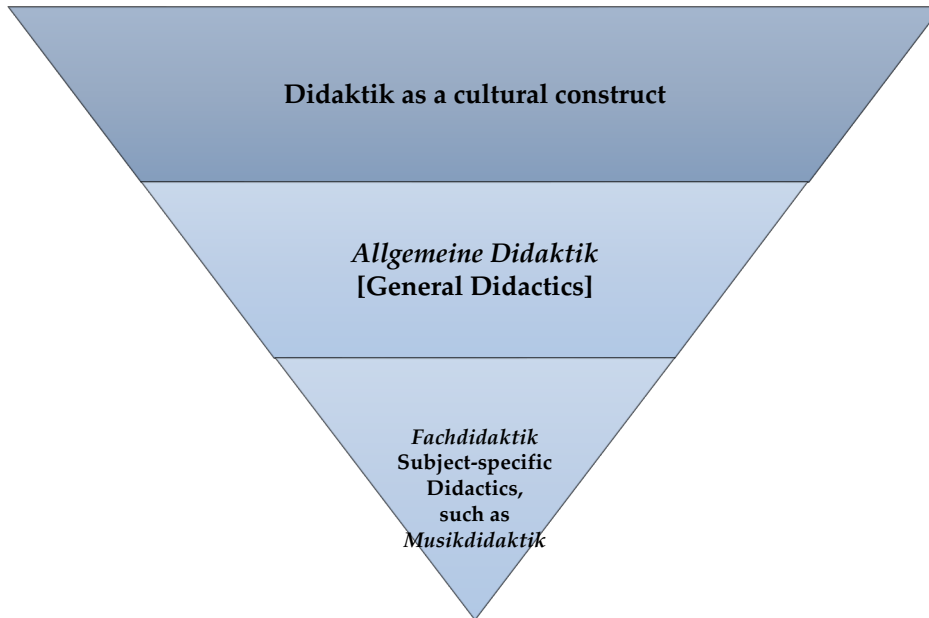 Didaktik as a cultural construct
Allgemeine Didaktik
[General Didactics]
Fachdidaktik
Subject-specific
Didactics,
such as
Musikdidaktik